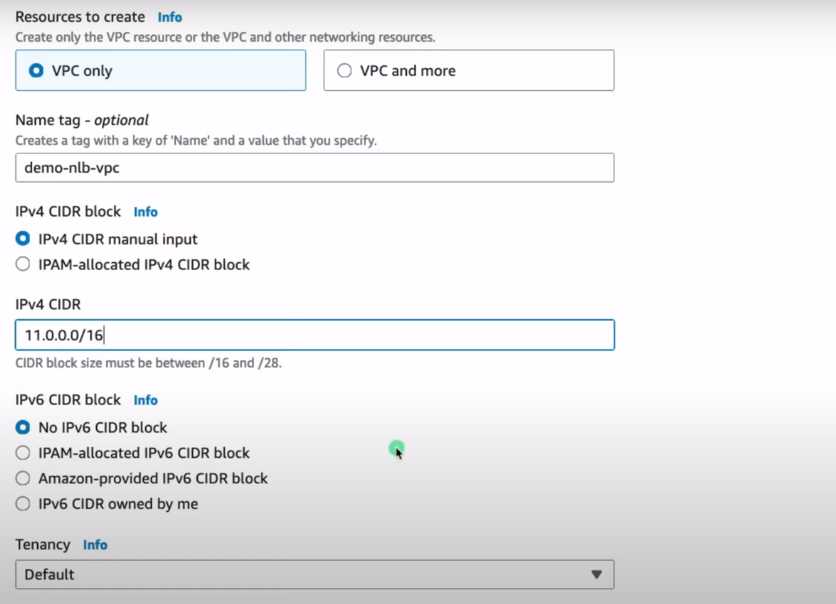 Resources to create Info
Create only the VPC resource or the VPC and other networking resources.
VPC only VPC and more
Name tag - optional
Creates a tag with a key of 'Name' and a value that you specify.
demo-nlb-vpc
IPv4 CIDR block Info
IPv4 CIDR manual input
IPAM-allocated IPv4 CIDR block
IPv4 CIDR
11.0.0.0/16
CIDR block size must be between /16 and /28.
IPv6 CIDR block Info
No IPv6 CIDR block
IPAM-allocated IPv6 CIDR block
Amazon-provided IPv6 CIDR block
IPv6 CIDR owned by me
Tenancy Info
Default